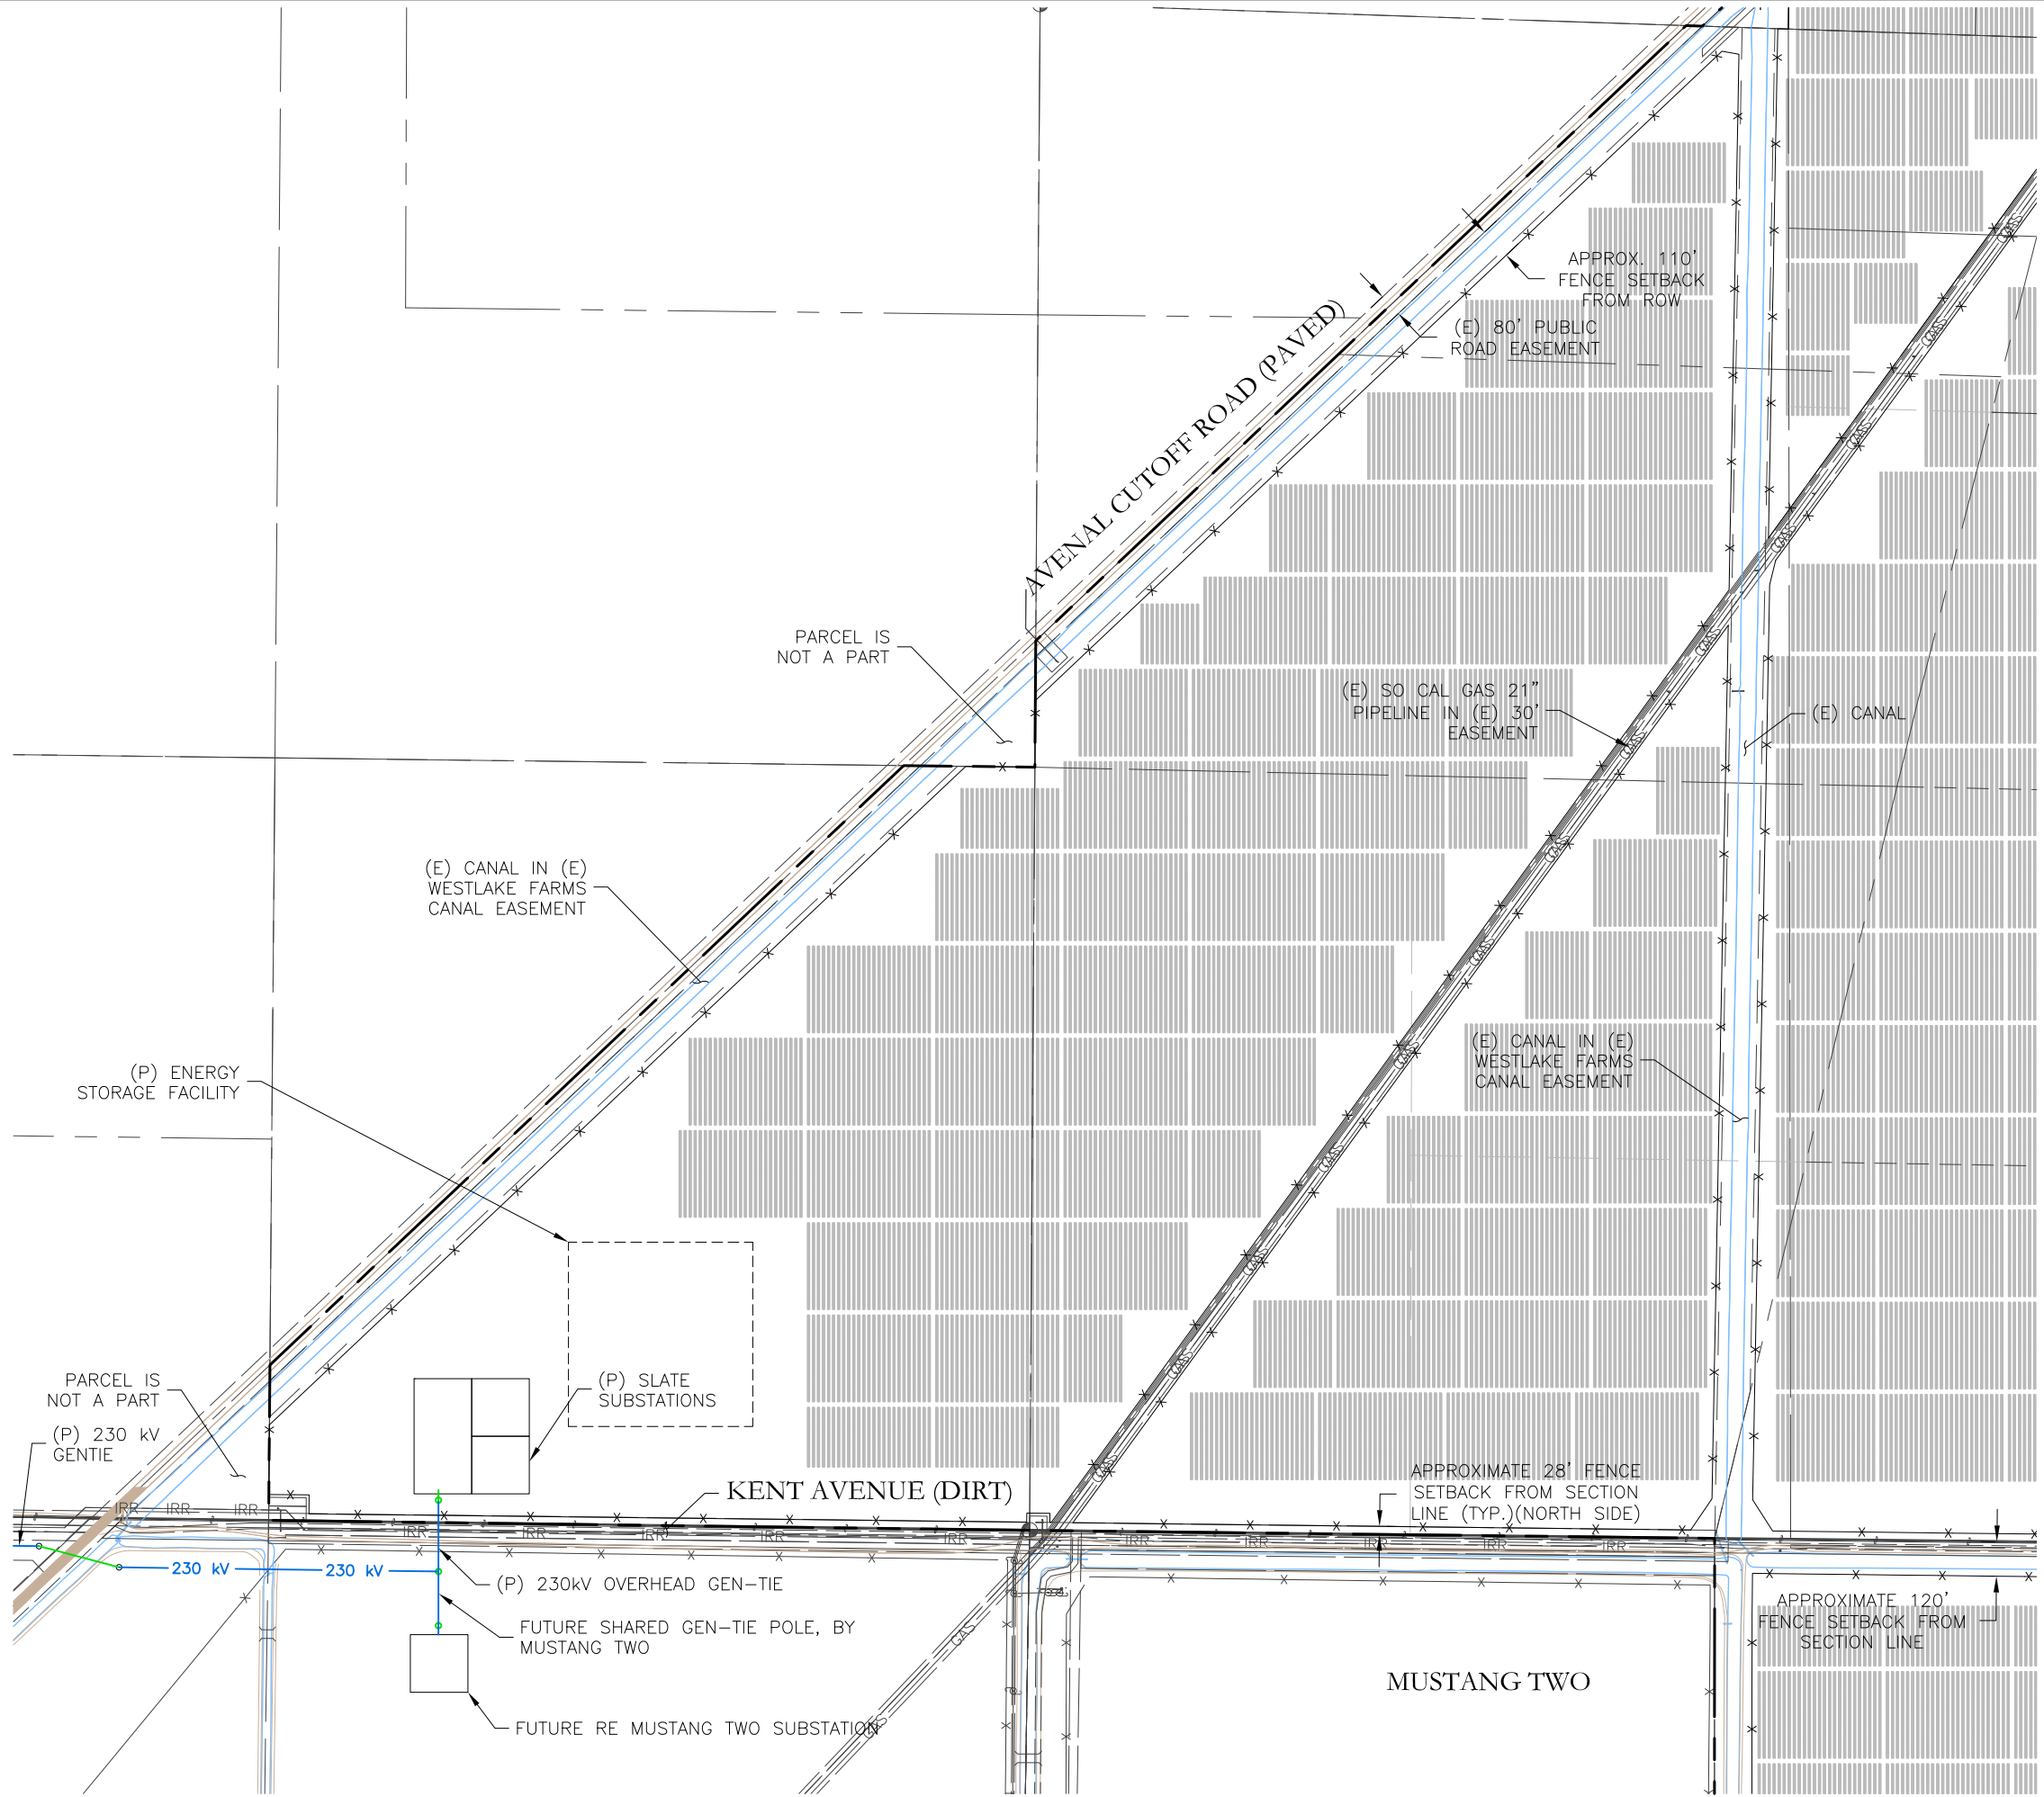 APPROX. 110'
FENCE SETBACK
FROM ROW
(E) 80' PUBLIC
ROAD EASEMENT
AVENAL CUTOFF ROAD (PAVED)
GAS
GAS
GAS
GAS
PARCEL IS
NOT A PART
(E) SO CAL GAS 21"
PIPELINE IN (E) 30'
EASEMENT
GAS
GAS
(E) CANAL
(E) CANAL IN (E)
WESTLAKE FARMS
CANAL EASEMENT
GAS
GAS
(E) CANAL IN (E)
WESTLAKE FARMS
CANAL EASEMENT
GAS
(P) ENERGY
STORAGE FACILITY
GAS
GAS
PARCEL IS
NOT A PART
(P) SLATE
SUBSTATIONS
GAS
(P) 230 kV
GENTIE
GAS
KENT AVENUE (DIRT)
APPROXIMATE 28' FENCE
SETBACK FROM SECTION
LINE (TYP.)(NORTH SIDE)
IRR IRR IRR IRR IRR IRR IRR IRR IRR IRR IRR IRR IRR
230 kV 230 kV
(P) 230kV OVERHEAD GEN-TIE
APPROXIMATE 120'
FENCE SETBACK FROM
SECTION LINE
FUTURE SHARED GEN-TIE POLE, BY
MUSTANG TWO
GAS
MUSTANG TWO
FUTURE RE MUSTANG TWO SUBSTATION
GAS